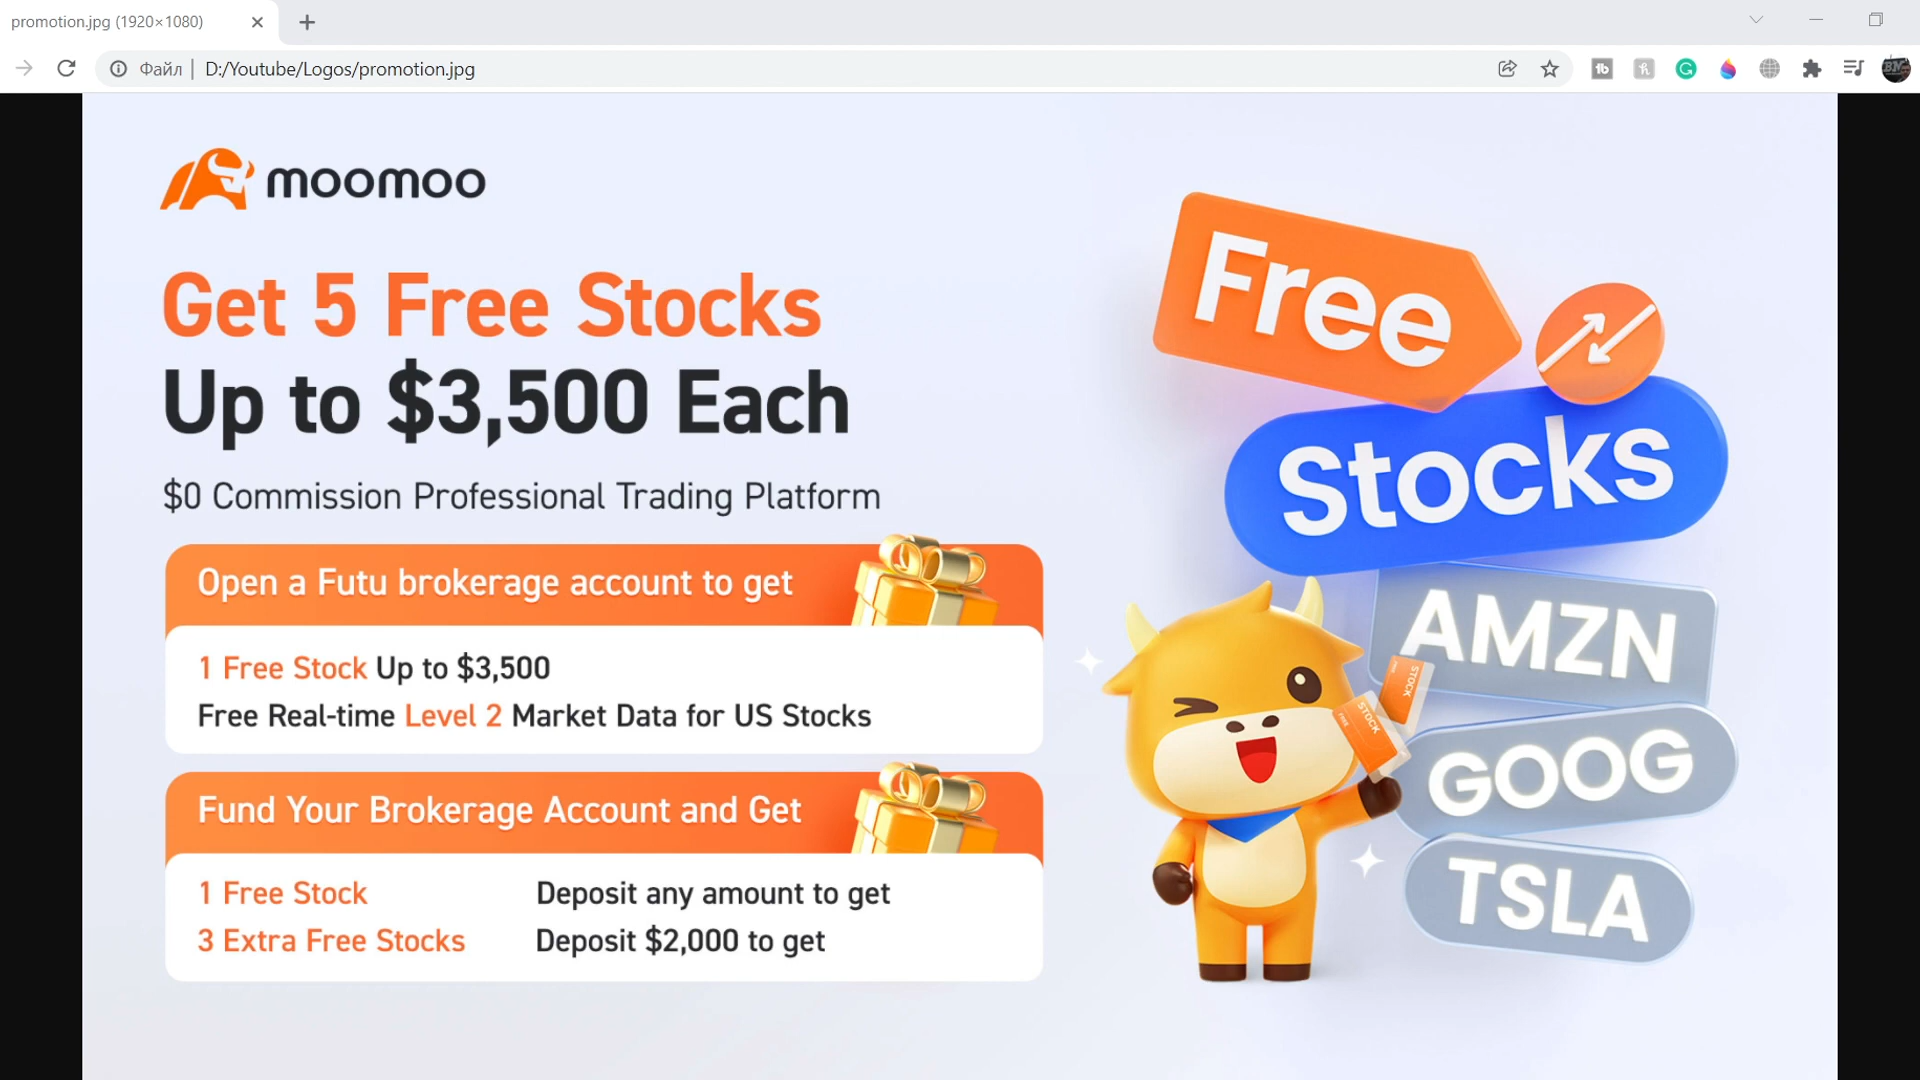 promotion.jpg (1920×1080)
Файл
D:/Youtube/Logos/promotion.jpg
moomoo
Get 5 Free Stocks
Up to $3,500 Each
$0 Commission Professional Trading Platform
Open a Futu brokerage account to get
1 Free Stock Up to $3,500
Free Real-time Level 2 Market Data for US Stocks
Fund Your Brokerage Account and Get
1 Free Stock Deposit any amount to get
3 Extra Free Stocks Deposit $2,000 to get
Free
Stocks
AMZN
GOOG
TSLA
STOCK
STOCK
FREE